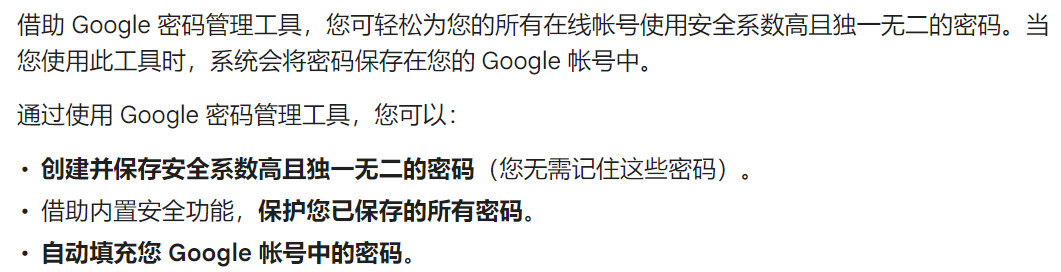 借助 Google 密码管理工具，您可轻松为您的所有在线帐号使用安全系数高且独一无二的密码。当
您使用此工具时，系统会将密码保存在您的 Google 帐号中。
通过使用 Google 密码管理工具，您可以：
• 创建并保存安全系数高且独一无二的密码（您无需记住这些密码）。
• 借助内置安全功能，保护您已保存的所有密码。
• 自动填充您 Google 帐号中的密码。